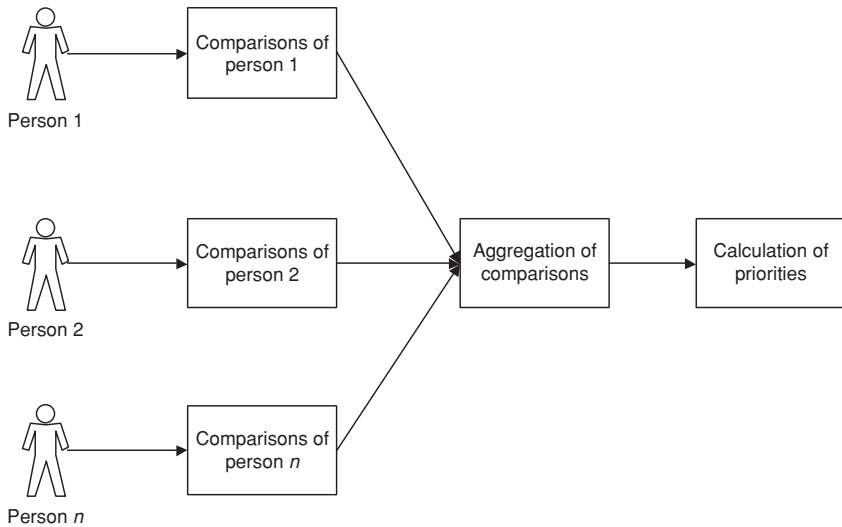 Comparisons of
person 1
Person 1
Comparisons of
person 2
Person 2
Aggregation of
comparisons
Calculation of
priorities
Comparisons of
person n
Person n